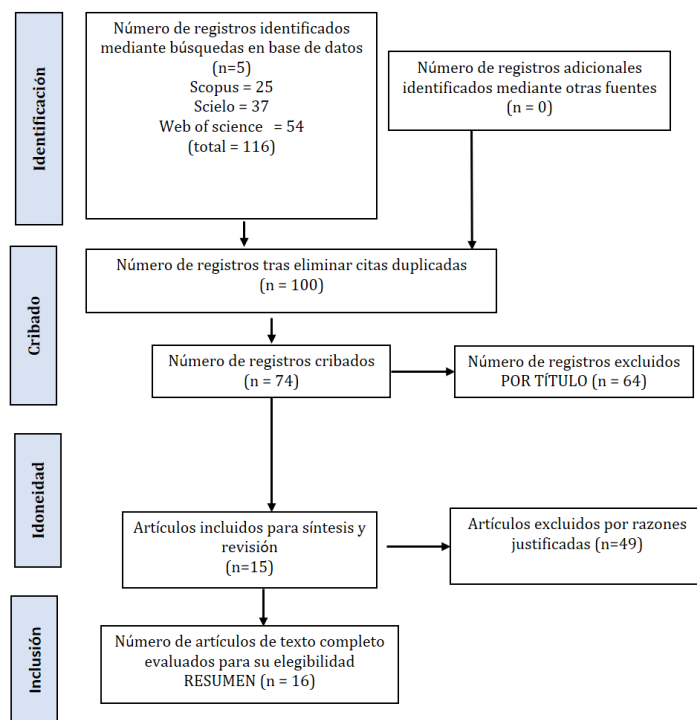 Identificación
Número de registros identificados
mediante búsquedas en base de datos
(n=5)
Scopus = 25
Scielo = 37
Web of science = 54
(total = 116)
Número de registros adicionales
identificados mediante otras fuentes
(n = 0)
Cribado
Número de registros tras eliminar citas duplicadas
(n = 100)
Número de registros cribados
(n = 74)
Número de registros excluidos
POR TÍTULO (n = 64)
Idoneidad
Artículos incluidos para síntesis y
revisión
(n=15)
Artículos excluidos por razones
justificadas (n=49)
Inclusión
Número de artículos de texto completo
evaluados para su elegibilidad
RESUMEN (n = 16)